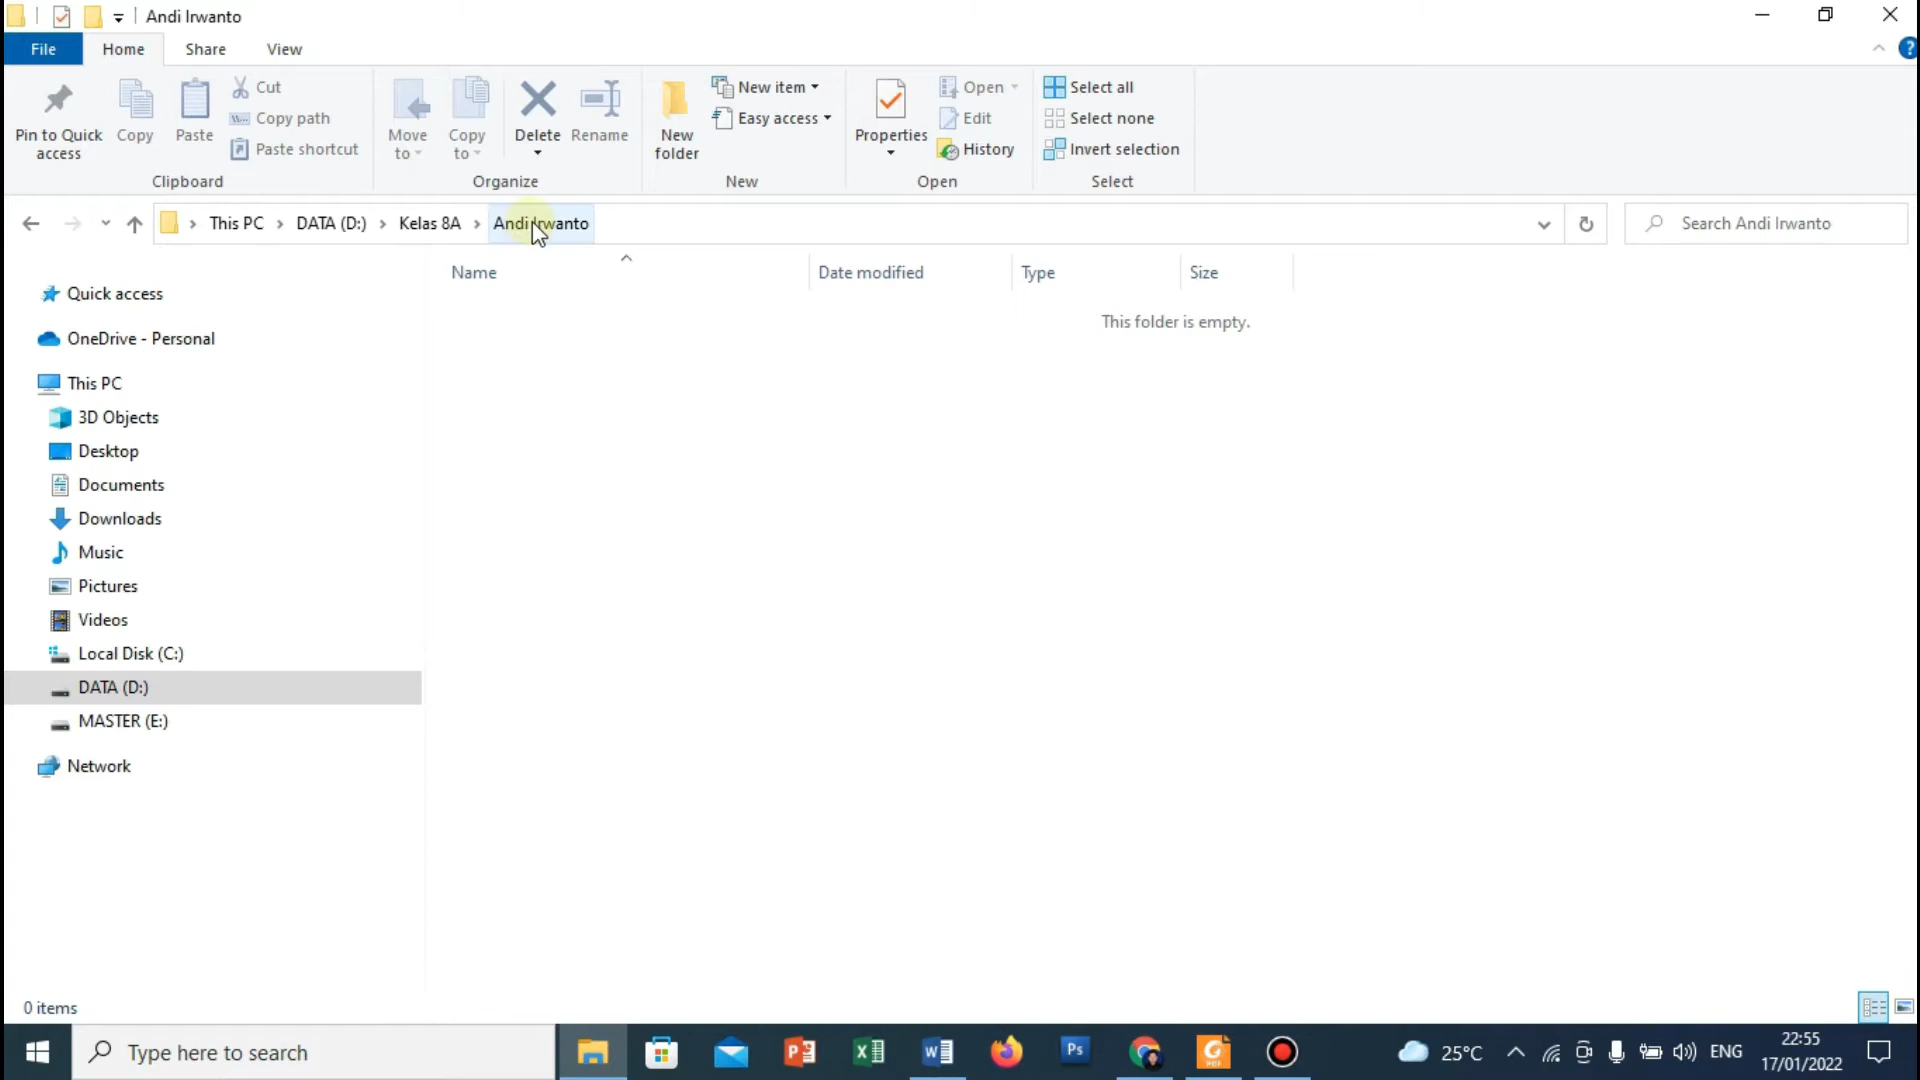 Andi Irwanto
File Home Share View
Pin to Quick access
Copy
Paste
Cut
Copy path
Paste shortcut
Clipboard
Move to
Copy to
Delete
Rename
Organize
New folder
New item
Easy access
New
Properties
Open
Edit
History
Open
Select all
Select none
Invert selection
Select
This PC > DATA (D:) > Kelas 8A > Andi Irwanto
Search Andi Irwanto
Name Date modified Type Size
This folder is empty.
Quick access
OneDrive - Personal
This PC
3D Objects
Desktop
Documents
Downloads
Music
Pictures
Videos
Local Disk (C:)
DATA (D:)
MASTER (E:)
Network
0 items
Type here to search
Ps
25°C
ENG
22:55
17/01/2022